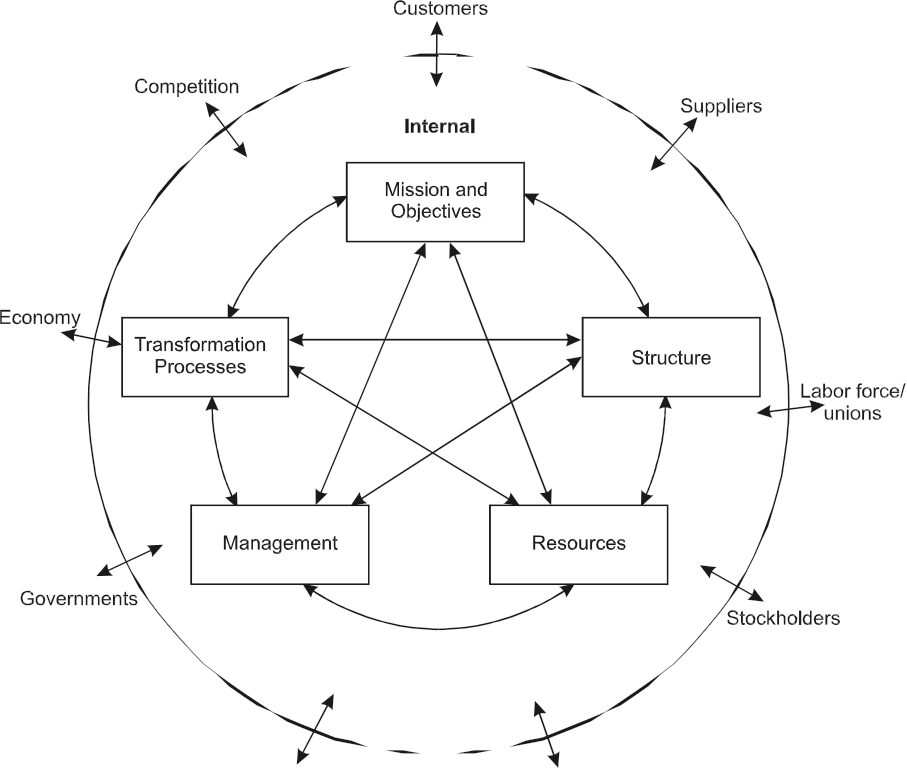 Customers
Competition
Suppliers
Internal
Mission and
Objectives
Economy
Transformation
Processes
Structure
Labor force/
unions
Management
Resources
Governments
Stockholders